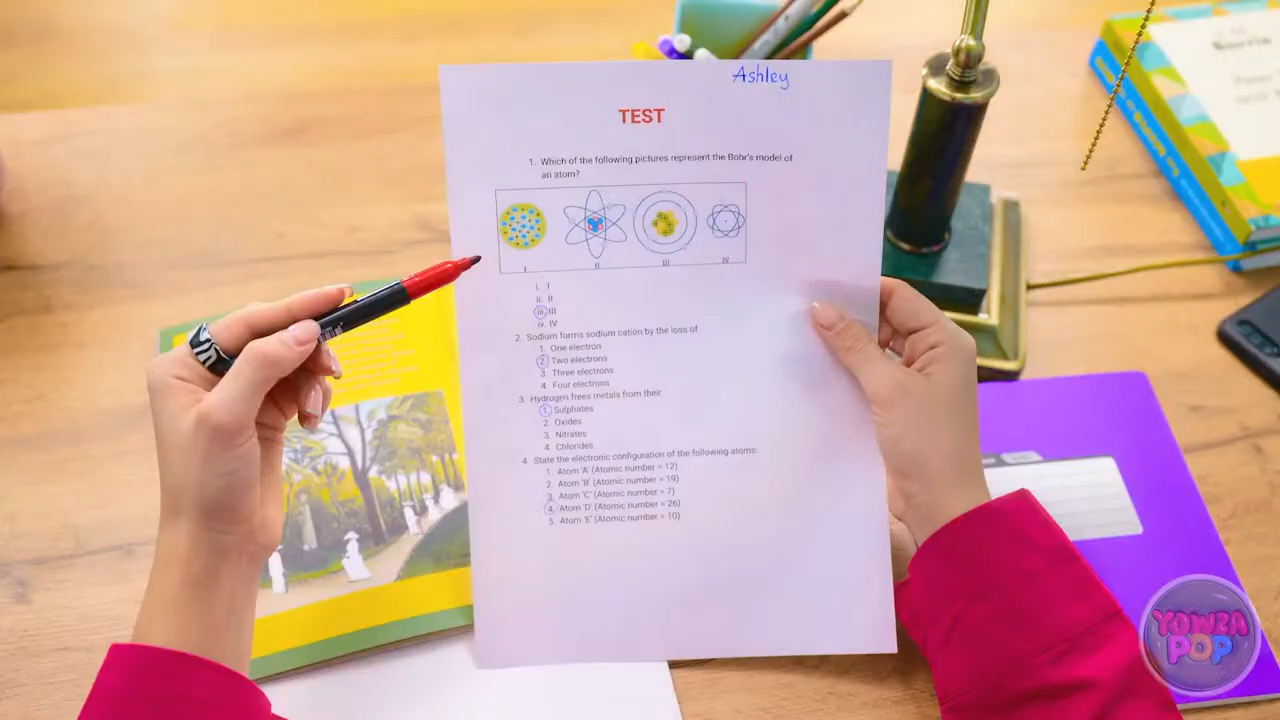 Ashley
TEST
1. Which of the following pictures represent the Bohr's model of
an atom?
I II III IV
i. I
ii. II
iii. III
iv. IV
2. Sodium forms sodium cation by the loss of
1. One electron
2. Two electrons
3. Three electrons
4. Four electrons
3. Hydrogen frees metals from their
1. Sulphates
2. Oxides
3. Nitrates
4. Chlorides
4. State the electronic configuration of the following atoms:
1. Atom 'A' (Atomic number = 12)
2. Atom 'B' (Atomic number = 19)
3. Atom 'C' (Atomic number = 7)
4. Atom 'D' (Atomic number = 26)
5. Atom 'E' (Atomic number = 10)
YOWZA
POP